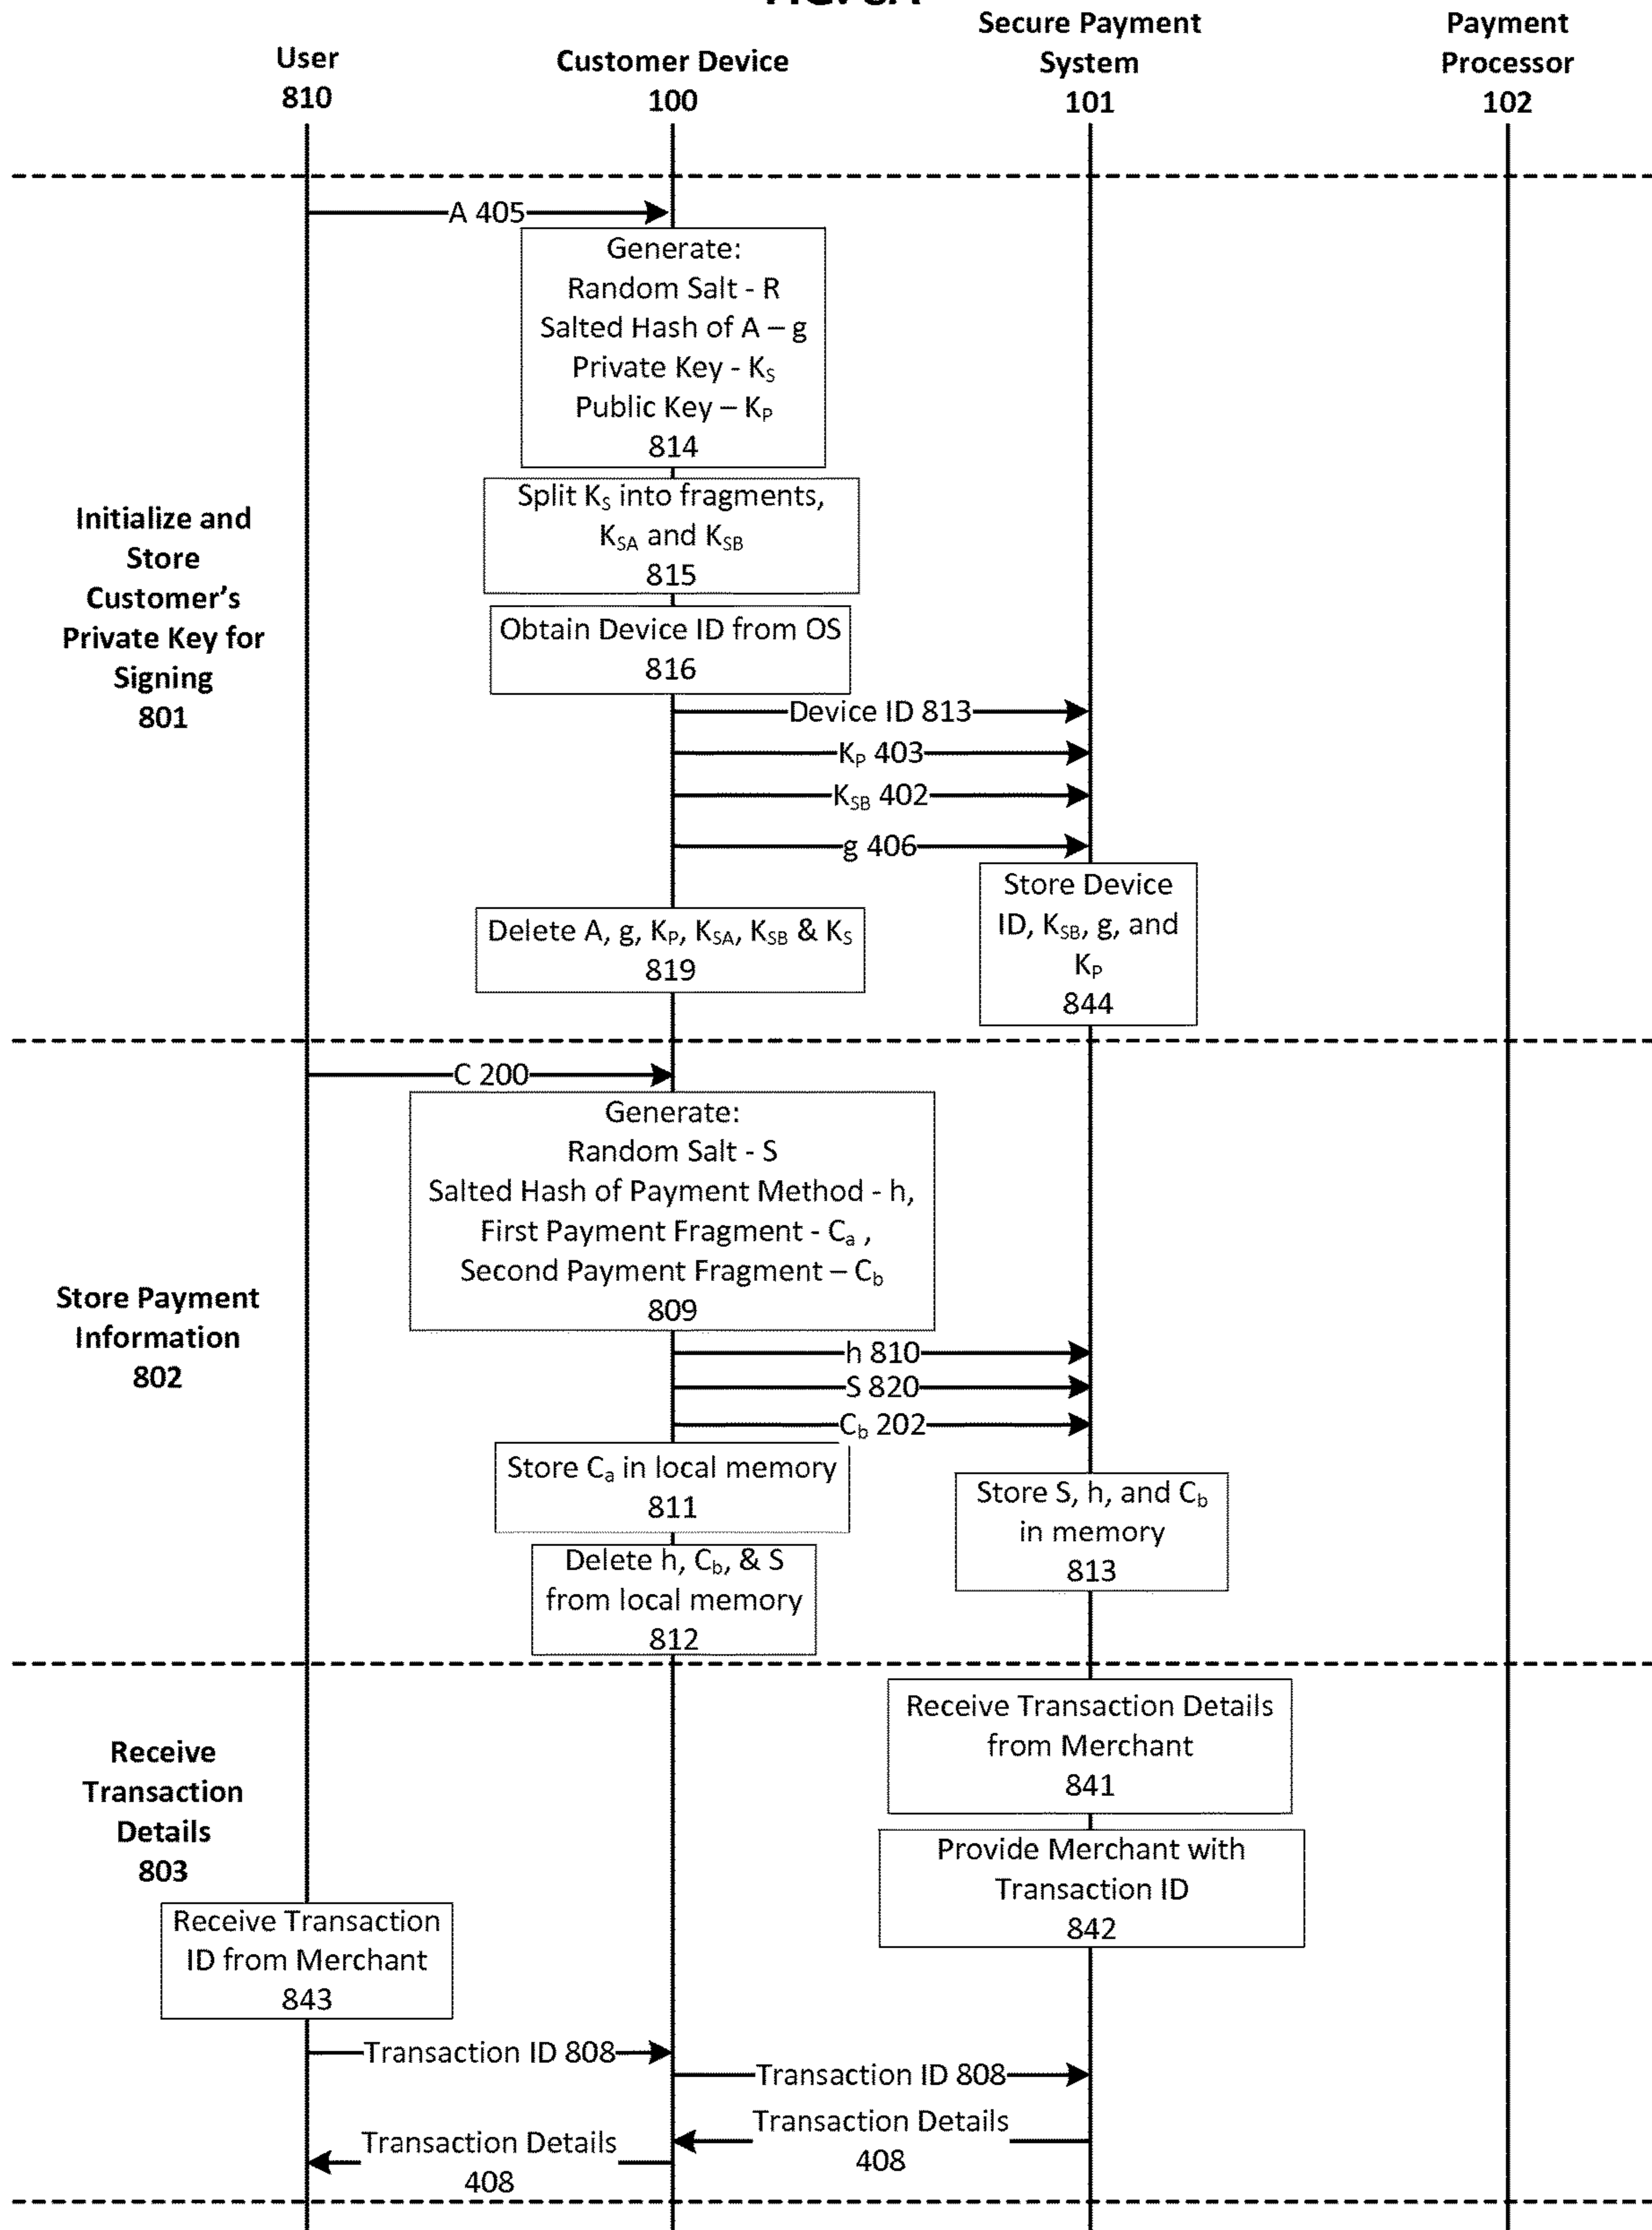 User
810
Customer Device
100
Secure Payment
System
101
Payment
Processor
102
A 405
Generate:
Random Salt - R
Salted Hash of A – g
Private Key - KS
Public Key – KP
814
Split KS into fragments,
KSA and KSB
815
Obtain Device ID from OS
816
Initialize and
Store
Customer’s
Private Key for
Signing
801
Device ID 813
KP 403
KSB 402
g 406
Store Device
ID, KSB, g, and
KP
844
Delete A, g, KP, KSA, KSB & KS
819
C 200
Generate:
Random Salt - S
Salted Hash of Payment Method - h,
First Payment Fragment - Ca ,
Second Payment Fragment – Cb
809
Store Payment
Information
802
h 810
S 820
Cb 202
Store Ca in local memory
811
Store S, h, and Cb
in memory
813
Delete h, Cb, & S
from local memory
812
Receive Transaction Details
from Merchant
841
Receive
Transaction
Details
803
Provide Merchant with
Transaction ID
842
Receive Transaction
ID from Merchant
843
Transaction ID 808
Transaction ID 808
Transaction Details
408
Transaction Details
408